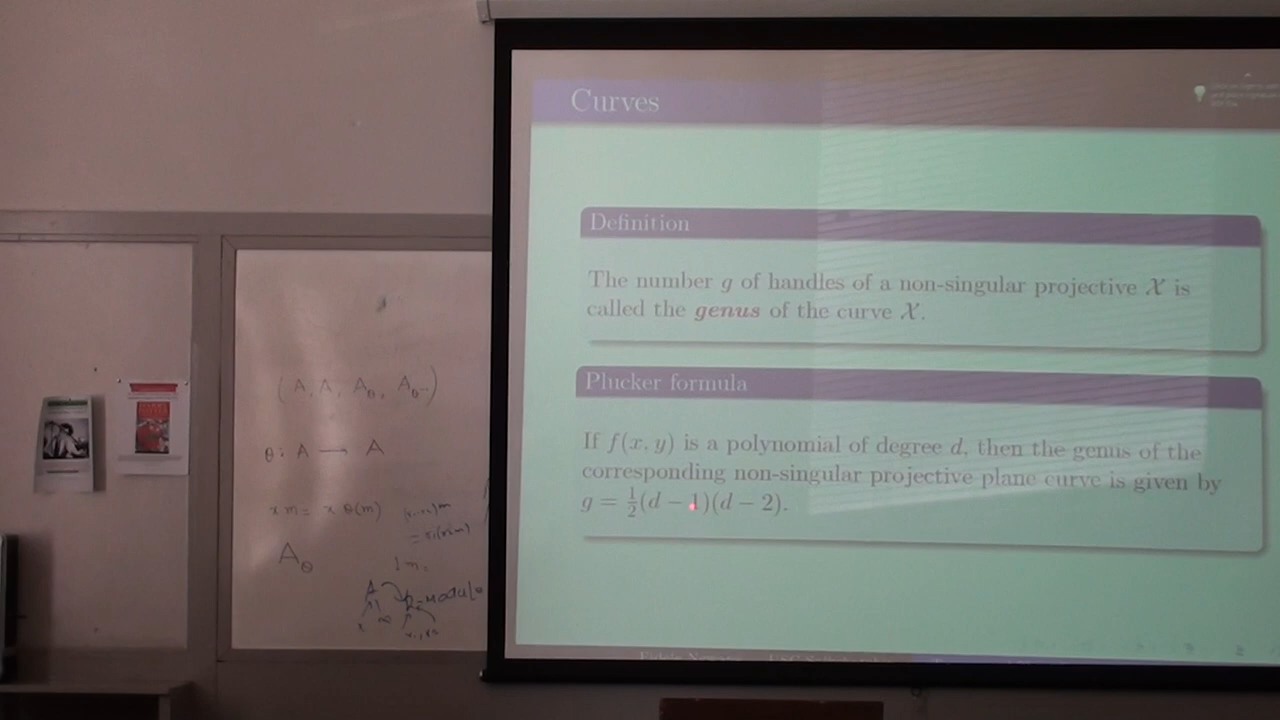 Curves
Definition
The number g of handles of a non-singular projective 𝒳 is
called the genus of the curve 𝒳.
Plucker formula
If f(x, y) is a polynomial of degree d, then the genus of the
corresponding non-singular projective plane curve is given by
g = ½(d − 1)(d − 2).
θ: A → A
x m = x θ(m)
A_θ